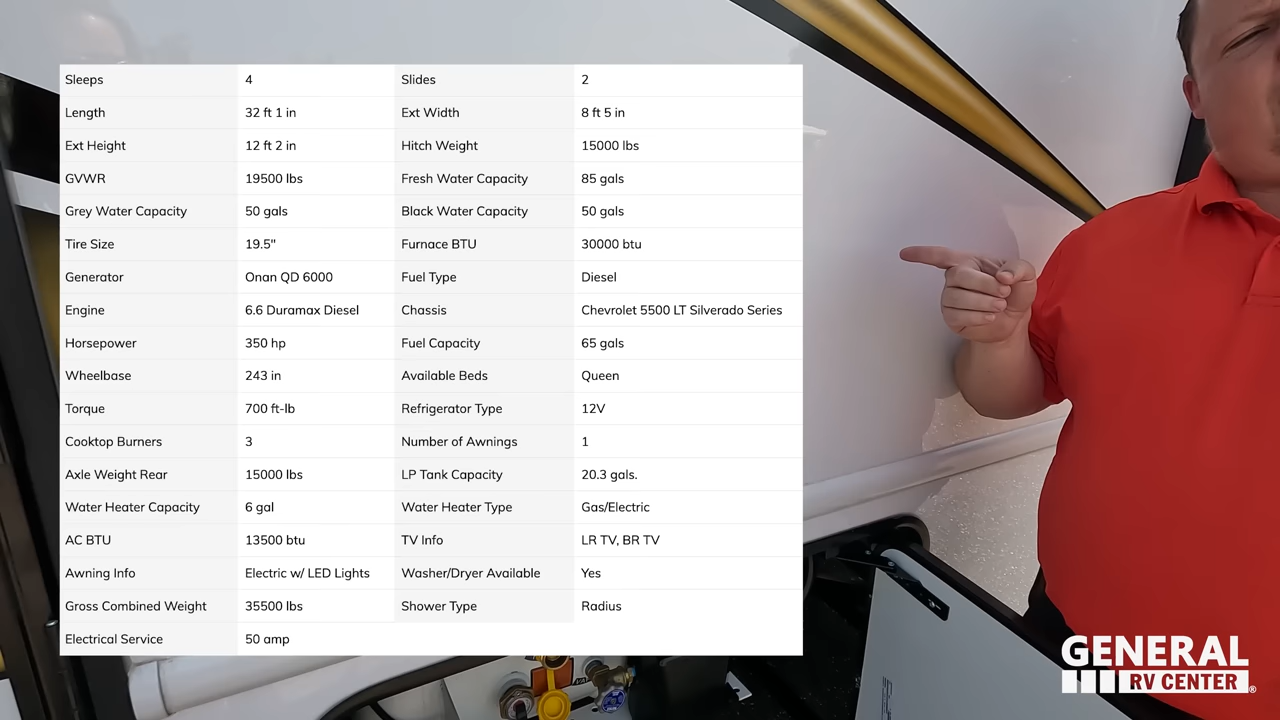 Sleeps 4 Slides 2
Length 32 ft 1 in Ext Width 8 ft 5 in
Ext Height 12 ft 2 in Hitch Weight 15000 lbs
GVWR 19500 lbs Fresh Water Capacity 85 gals
Grey Water Capacity 50 gals Black Water Capacity 50 gals
Tire Size 19.5" Furnace BTU 30000 btu
Generator Onan QD 6000 Fuel Type Diesel
Engine 6.6 Duramax Diesel Chassis Chevrolet 5500 LT Silverado Series
Horsepower 350 hp Fuel Capacity 65 gals
Wheelbase 243 in Available Beds Queen
Torque 700 ft-lb Refrigerator Type 12V
Cooktop Burners 3 Number of Awnings 1
Axle Weight Rear 15000 lbs LP Tank Capacity 20.3 gals.
Water Heater Capacity 6 gal Water Heater Type Gas/Electric
AC BTU 13500 btu TV Info LR TV, BR TV
Awning Info Electric w/ LED Lights Washer/Dryer Available Yes
Gross Combined Weight 35500 lbs Shower Type Radius
Electrical Service 50 amp
GENERAL
RV CENTER®